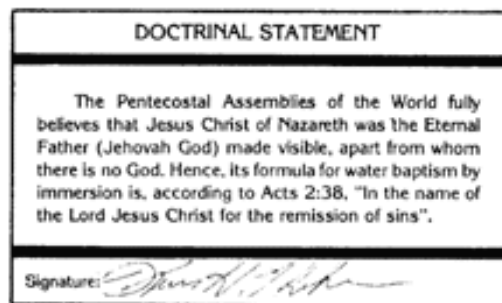 DOCTRINAL STATEMENT
The Pentecostal Assemblies of the World fully
believes that Jesus Christ of Nazareth was the Eternal
Father (Jehovah God) made visible, apart from whom
there is no God. Hence, its formula for water baptism by
immersion is, according to Acts 2:38, "In the name of
the Lord Jesus Christ for the remission of sins".
Signature: